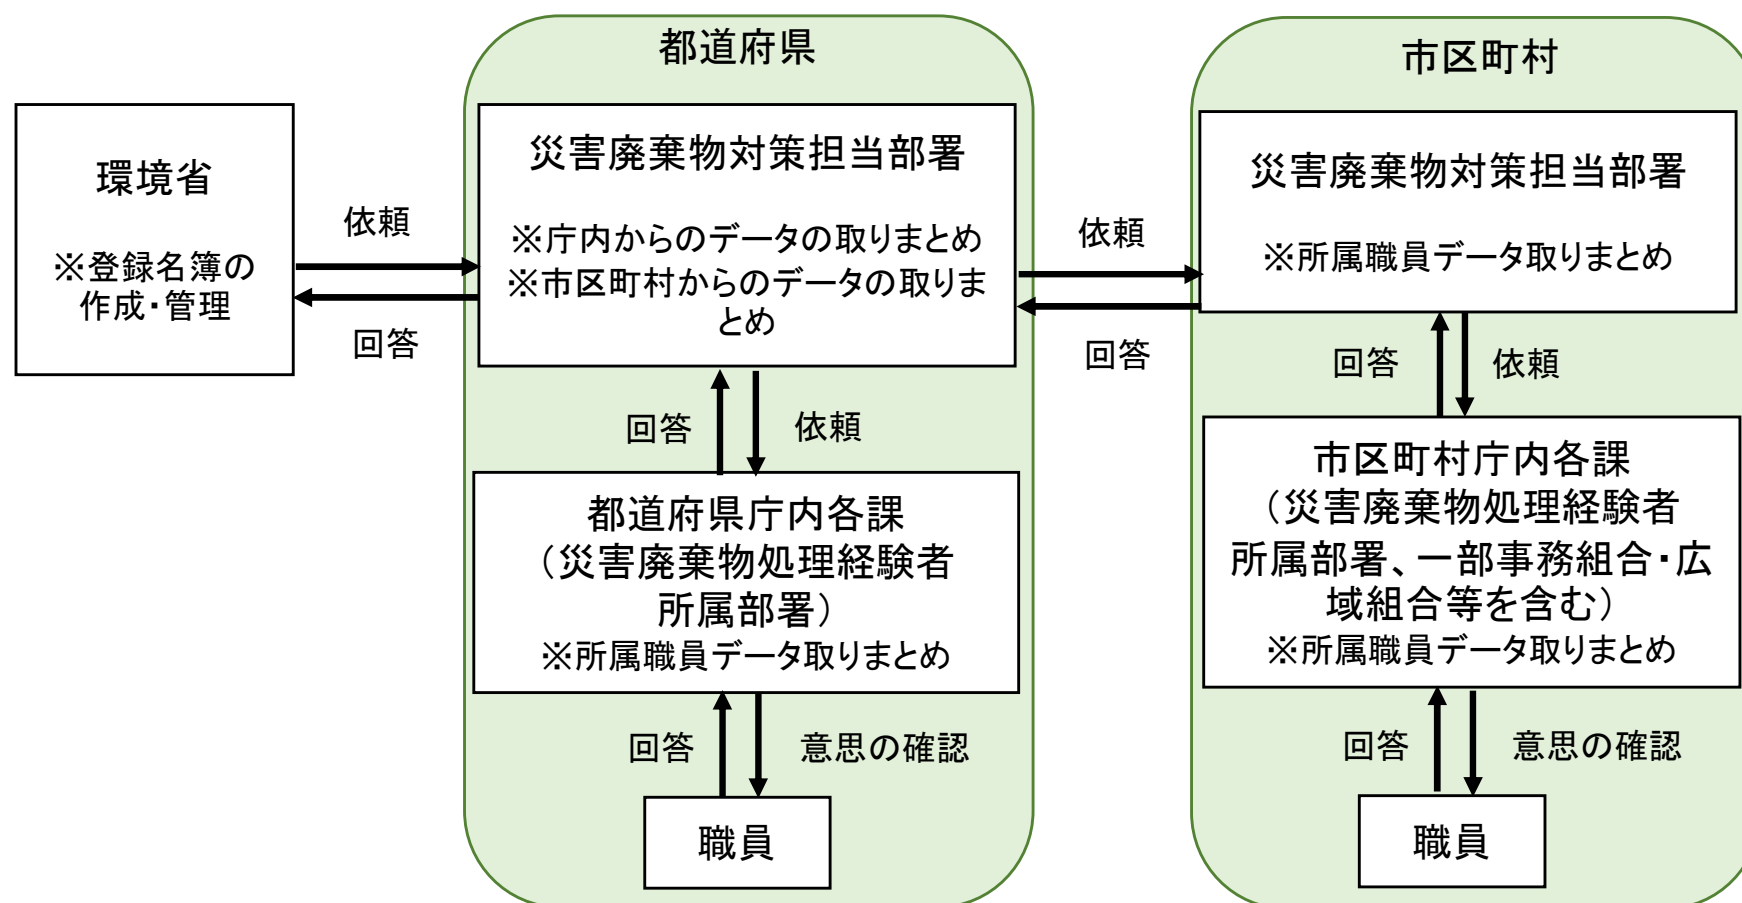 都道府県
市区町村
環境省
※登録名簿の
作成・管理
依頼
回答
災害廃棄物対策担当部署
※庁内からのデータの取りまとめ
※市区町村からのデータの取りま
とめ
依頼
回答
災害廃棄物対策担当部署
※所属職員データ取りまとめ
回答
依頼
回答
依頼
都道府県庁内各課
（災害廃棄物処理経験者
所属部署）
※所属職員データ取りまとめ
市区町村庁内各課
（災害廃棄物処理経験者
所属部署、一部事務組合・広
域組合等を含む）
※所属職員データ取りまとめ
回答
意思の確認
回答
意思の確認
職員
職員